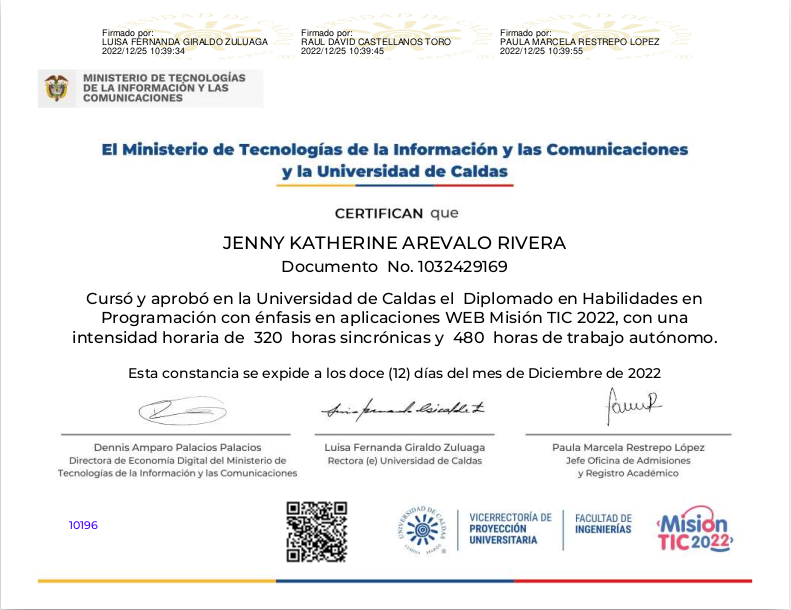 Firmado por:
LUISA FERNANDA GIRALDO ZULUAGA
2022/12/25 10:39:34
Firmado por:
RAUL DAVID CASTELLANOS TORO
2022/12/25 10:39:45
Firmado por:
PAULA MARCELA RESTREPO LOPEZ
2022/12/25 10:39:55
MINISTERIO DE TECNOLOGÍAS
DE LA INFORMACIÓN Y LAS
COMUNICACIONES
El Ministerio de Tecnologías de la Información y las Comunicaciones
y la Universidad de Caldas
CERTIFICAN que
JENNY KATHERINE AREVALO RIVERA
Documento No. 1032429169
Cursó y aprobó en la Universidad de Caldas el Diplomado en Habilidades en
Programación con énfasis en aplicaciones WEB Misión TIC 2022, con una
intensidad horaria de 320 horas sincrónicas y 480 horas de trabajo autónomo.
Esta constancia se expide a los doce (12) días del mes de Diciembre de 2022
Dennis Amparo Palacios Palacios
Directora de Economía Digital del Ministerio de
Tecnologías de la Información y las Comunicaciones
Luisa Fernanda Giraldo Zuluaga
Rectora (e) Universidad de Caldas
Paula Marcela Restrepo López
Jefe Oficina de Admisiones
y Registro Académico
10196
UNIVERSIDAD DE CALDAS
VICERRECTORÍA DE
PROYECCIÓN
UNIVERSITARIA
FACULTAD DE
INGENIERÍAS
Misión
TIC 2022